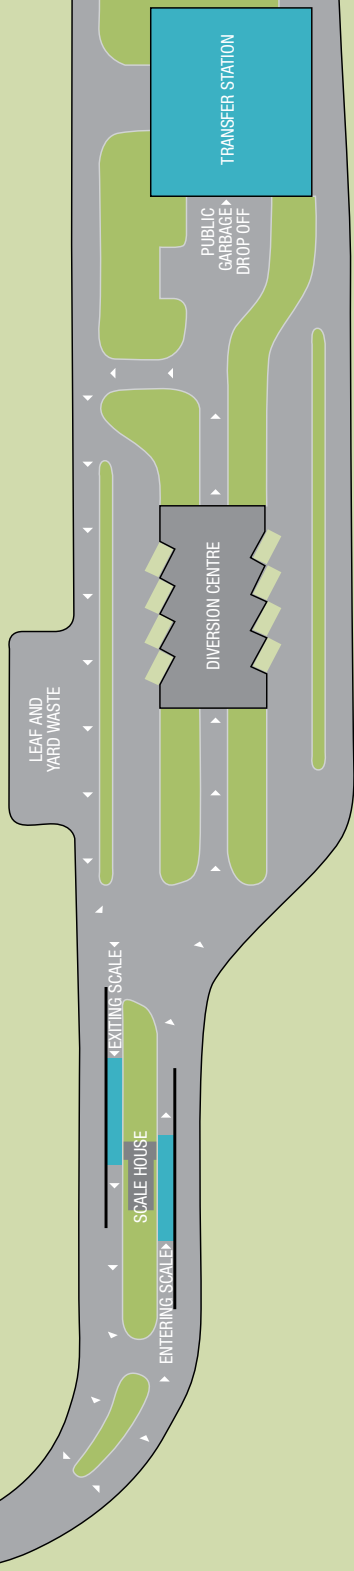 TRANSFER STATION
PUBLIC
GARBAGE
DROP OFF
DIVERSION CENTRE
LEAF AND
YARD WASTE
EXITING SCALE
SCALE HOUSE
ENTERING SCALE